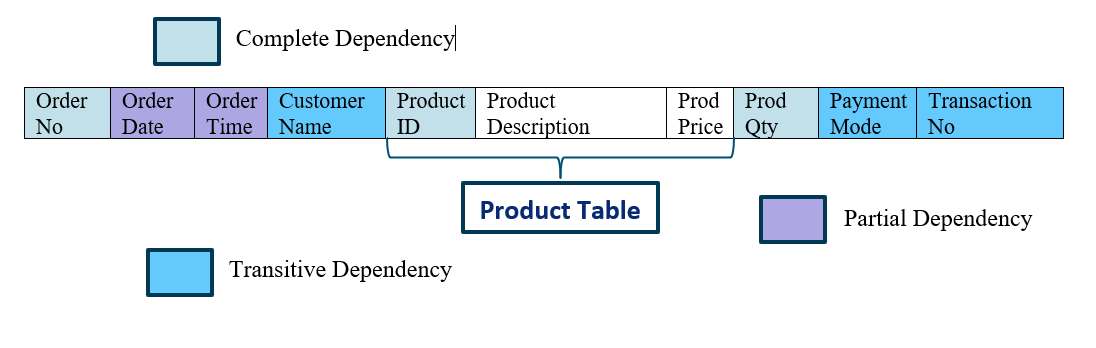 Complete Dependency
Order Order Order Customer Product Product Prod Prod Payment Transaction
No Date Time Name ID Description Price Qty Mode No
Product Table
Partial Dependency
Transitive Dependency